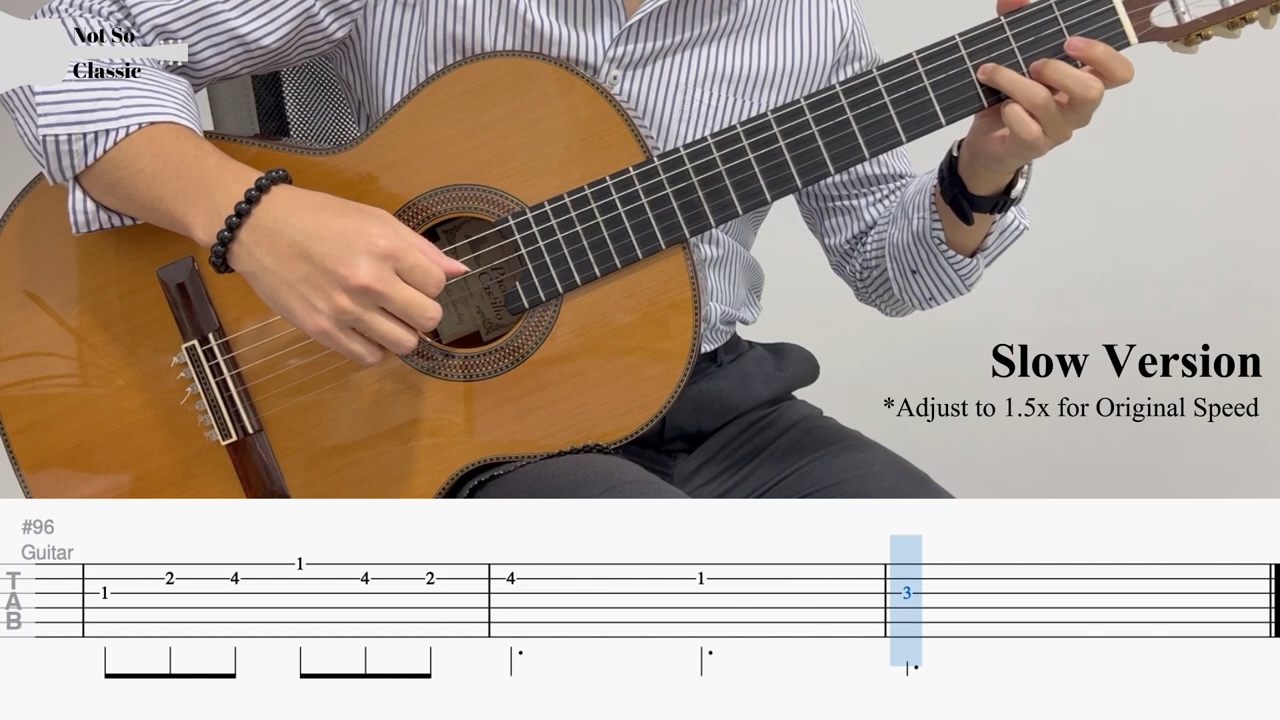 Not So
Classic
Slow Version
*Adjust to 1.5x for Original Speed
#96
Guitar
T
A
B
1 2 4 1 4 2 4 1 3